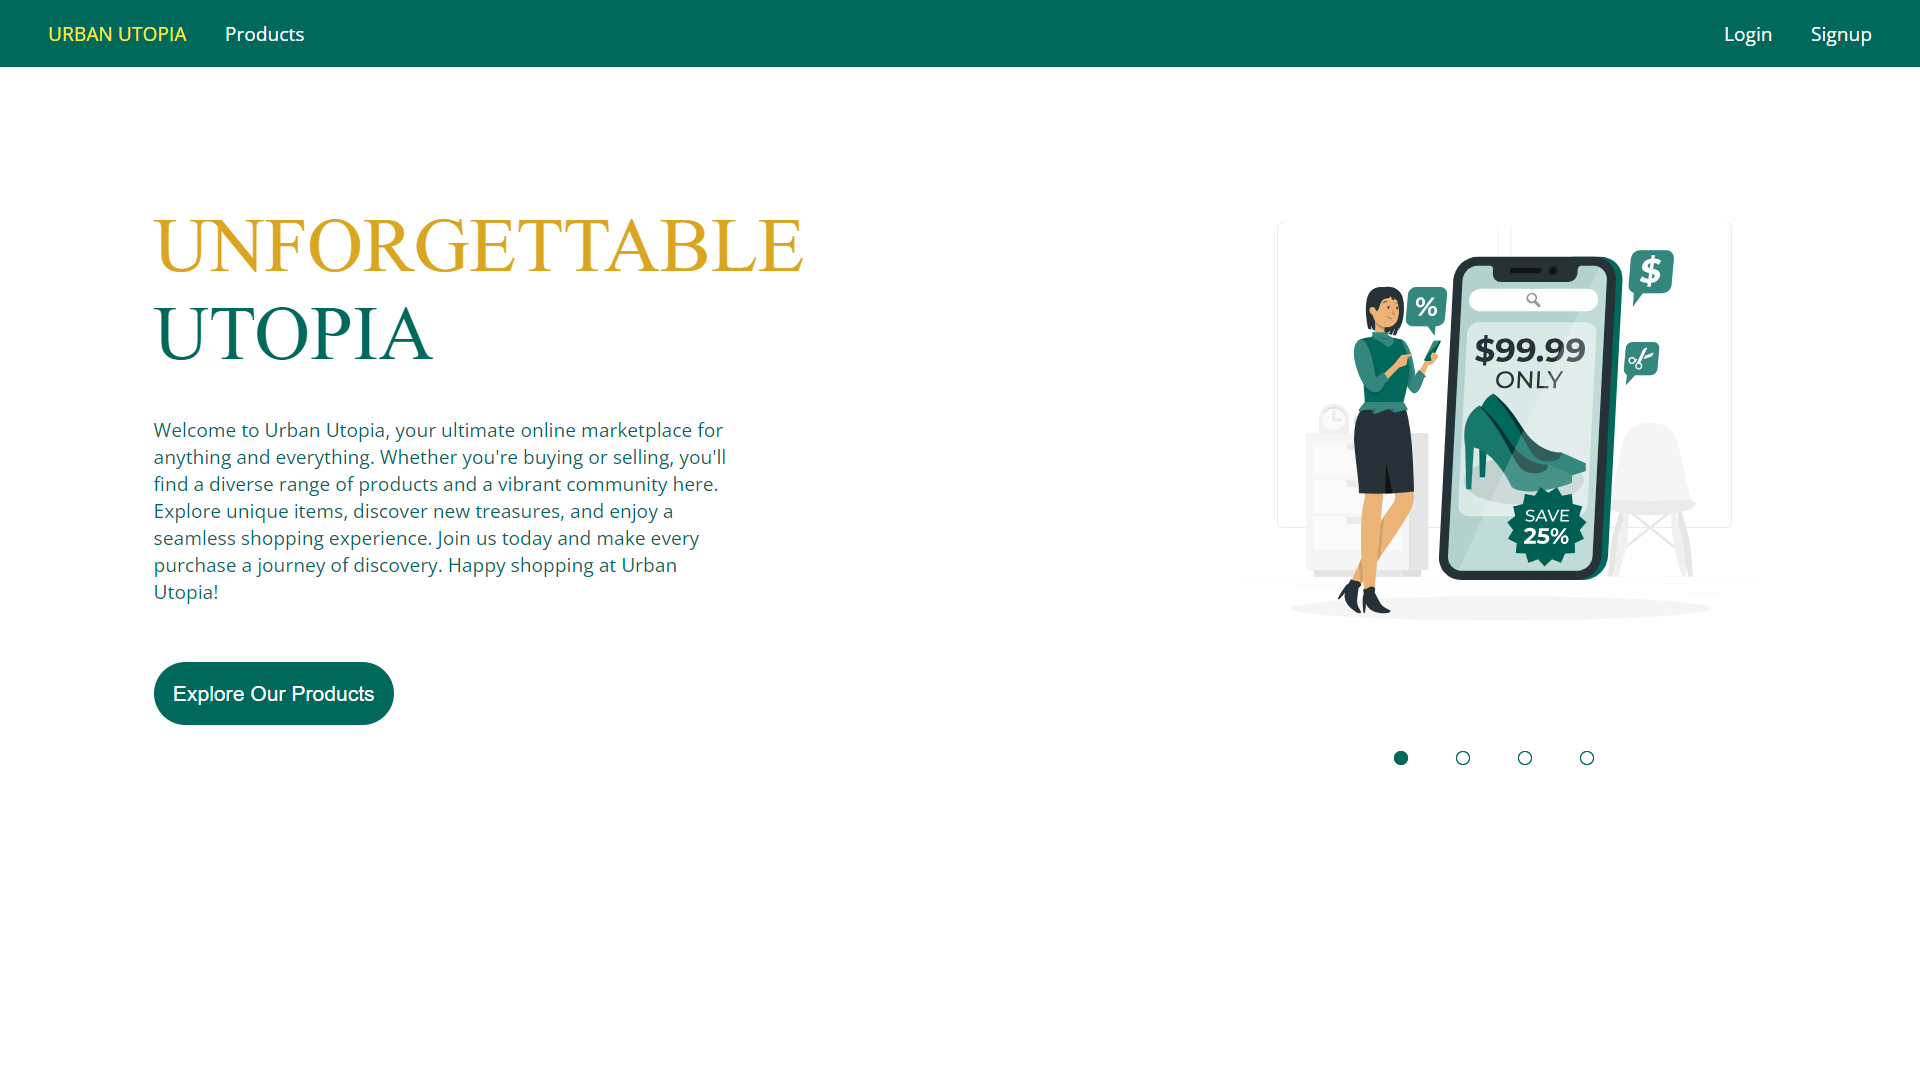 URBAN UTOPIA
Products
Login
Signup
UNFORGETTABLE
UTOPIA
Welcome to Urban Utopia, your ultimate online marketplace for
anything and everything. Whether you're buying or selling, you'll
find a diverse range of products and a vibrant community here.
Explore unique items, discover new treasures, and enjoy a
seamless shopping experience. Join us today and make every
purchase a journey of discovery. Happy shopping at Urban
Utopia!
Explore Our Products
%
$
$99.99
ONLY
SAVE
25%